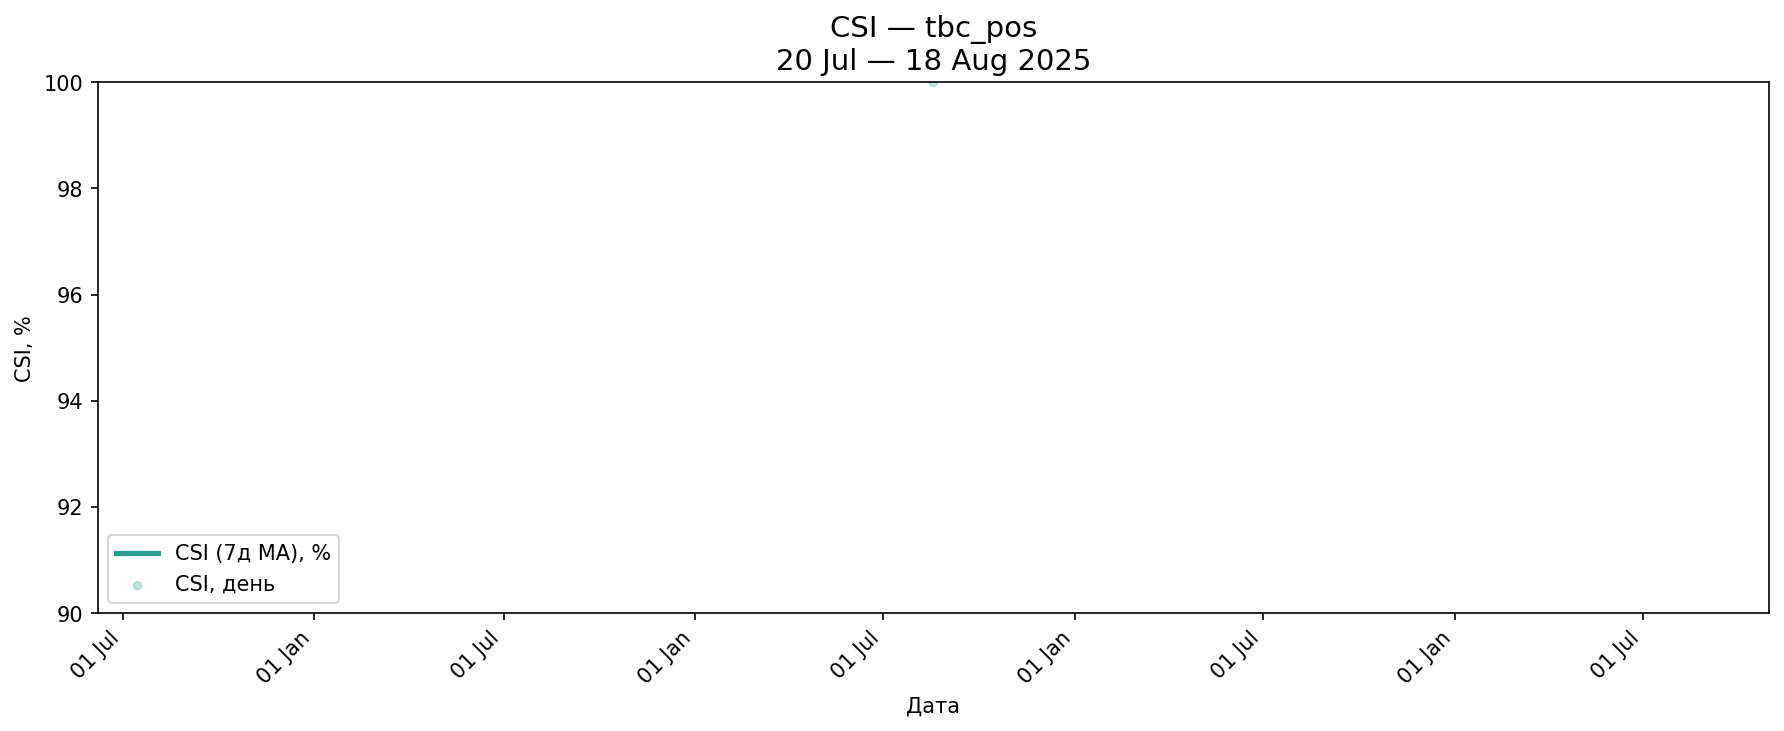 CSI — tbc_pos
20 Jul — 18 Aug 2025
100
98
96
94
92
90
CSI, %
CSI (7д MA), %
CSI, день
01 Jul
01 Jan
01 Jul
01 Jan
01 Jul
01 Jan
01 Jul
01 Jan
01 Jul
Дата